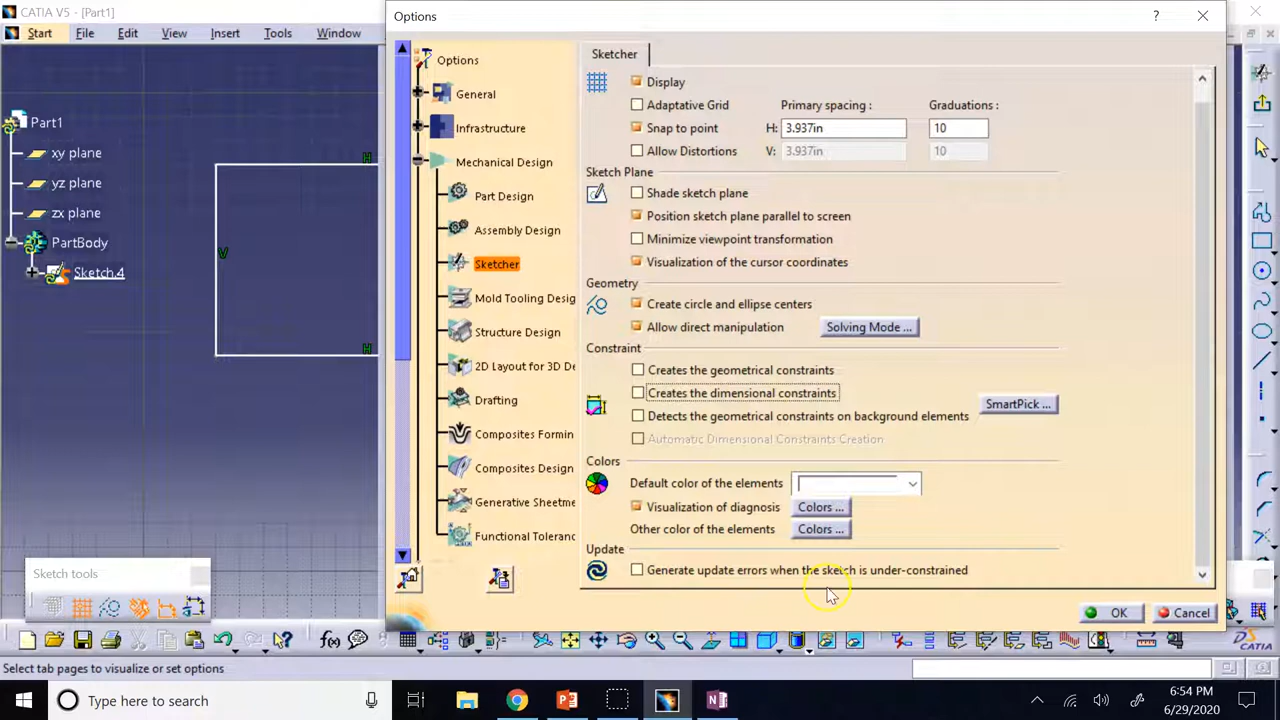 CATIA V5 - [Part1]
Start File Edit View Insert Tools Window
Part1
xy plane
yz plane
zx plane
PartBody
Sketch.4
H
V
H
Sketch tools
Options
?
Options
General
Infrastructure
Mechanical Design
Part Design
Assembly Design
Sketcher
Mold Tooling Desig
Structure Design
2D Layout for 3D De
Drafting
Composites Formin
Composites Design
Generative Sheetme
Functional Toleranc
Sketcher
Display
Adaptive Grid Primary spacing : Graduations :
Snap to point H: 3.937in 10
Allow Distortions V: 3.937in 10
Sketch Plane
Shade sketch plane
Position sketch plane parallel to screen
Minimize viewpoint transformation
Visualization of the cursor coordinates
Geometry
Create circle and ellipse centers
Allow direct manipulation Solving Mode ...
Constraint
Creates the geometrical constraints
Creates the dimensional constraints
SmartPick ...
Detects the geometrical constraints on background elements
Automatic Dimensional Constraints Creation
Colors
Default color of the elements
Visualization of diagnosis Colors ...
Other color of the elements Colors ...
Update
Generate update errors when the sketch is under-constrained
OK Cancel
f(x)
CATIA
Select tab pages to visualize or set options
Type here to search
6:54 PM
6/29/2020